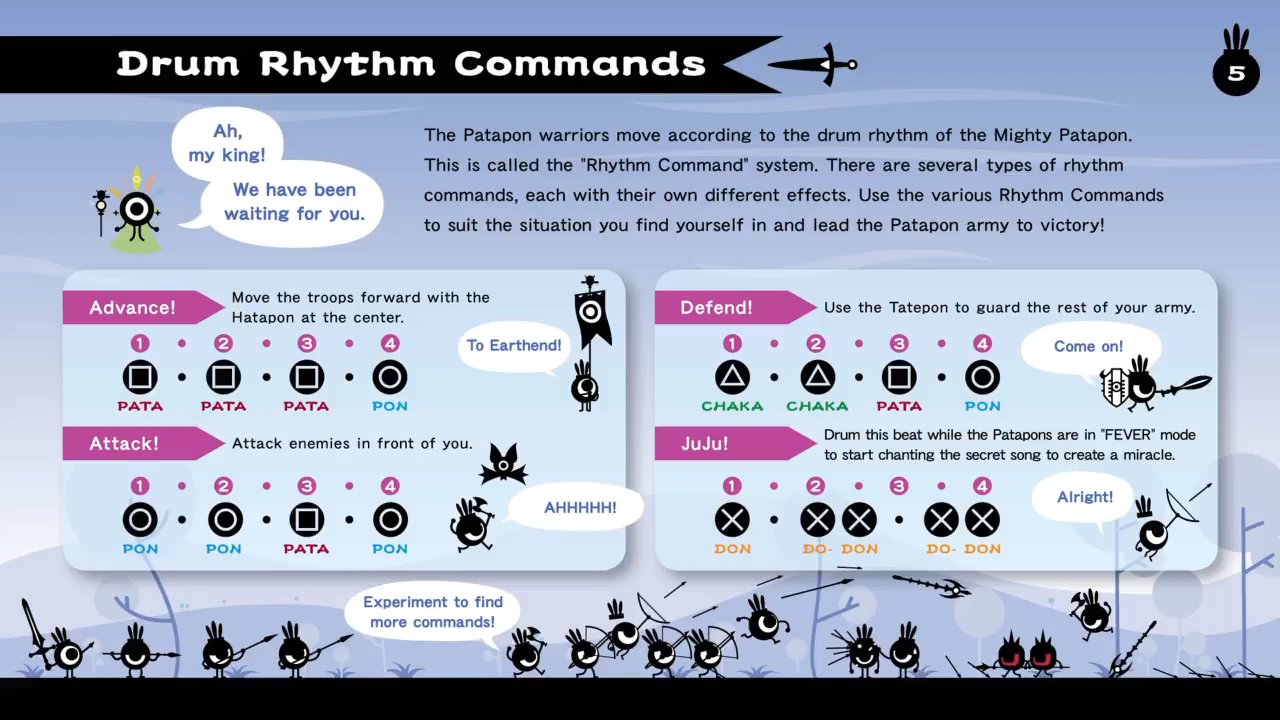 Drum Rhythm Commands
5
Ah,
my king!
We have been
waiting for you.
The Patapon warriors move according to the drum rhythm of the Mighty Patapon.
This is called the "Rhythm Command" system. There are several types of rhythm
commands, each with their own different effects. Use the various Rhythm Commands
to suit the situation you find yourself in and lead the Patapon army to victory!
Advance!
Move the troops forward with the
Hatapon at the center.
1 2 3 4
PATA PATA PATA PON
To Earthend!
Attack!
Attack enemies in front of you.
1 2 3 4
PON PON PATA PON
AHHHHH!
Defend!
Use the Tatepon to guard the rest of your army.
1 2 3 4
CHAKA CHAKA PATA PON
Come on!
JuJu!
Drum this beat while the Patapons are in "FEVER" mode
to start chanting the secret song to create a miracle.
1 2 3 4
DON DO- DON DO- DON
Alright!
Experiment to find
more commands!